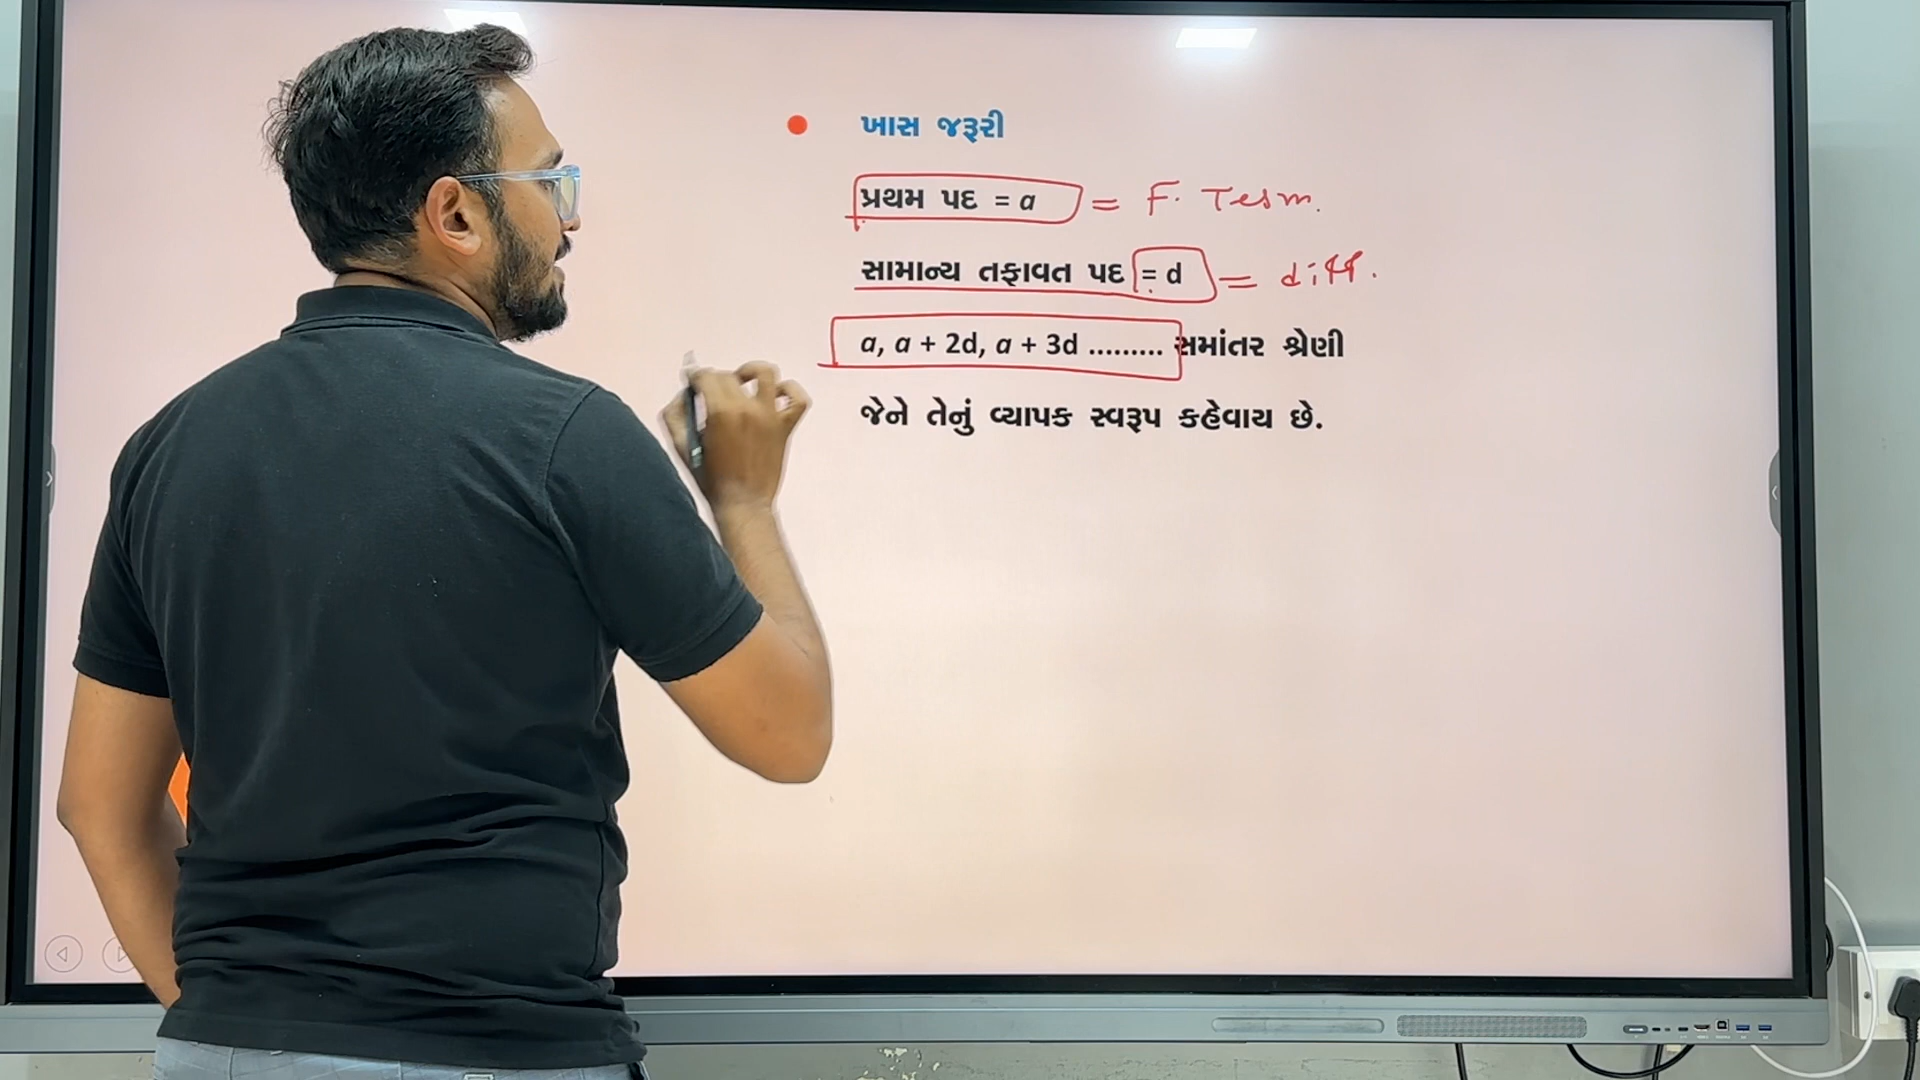 ખાસ જરૂરી
પ્રથમ પદ = a = F. Term.
સામાન્ય તફાવત પદ = d = diff.
a, a + 2d, a + 3d ......... સમાંતર શ્રેણી
જેને તેનું વ્યાપક સ્વરૂપ કહેવાય છે.